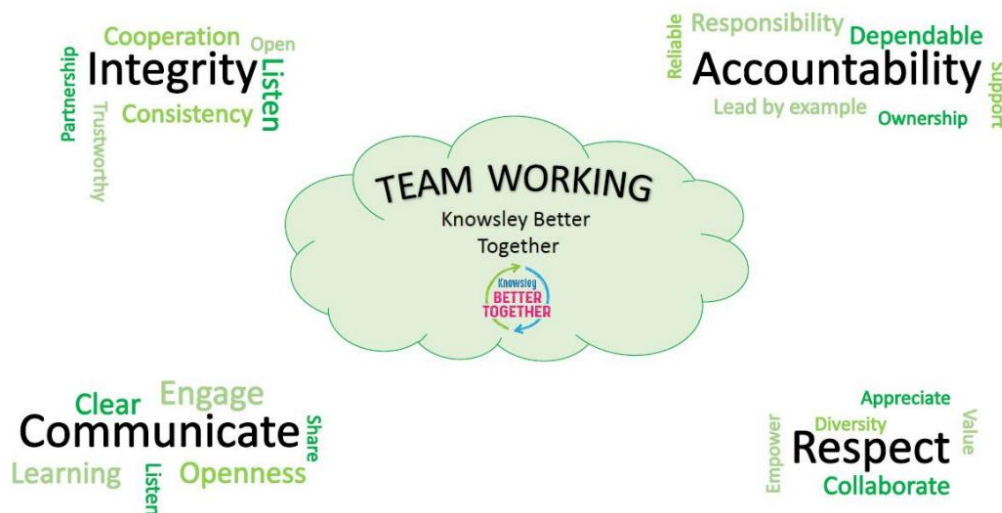 Cooperation
Open
Partnership
Integrity
Listen
Trustworthy
Consistency
Reliable
Responsibility
Dependable
Accountability
Support
Lead by example
Ownership
TEAM WORKING
Knowsley Better
Together
Knowsley
BETTER
TOGETHER
Clear
Engage
Communicate
Share
Learning
Listen
Openness
Appreciate
Empower
Diversity
Value
Respect
Collaborate